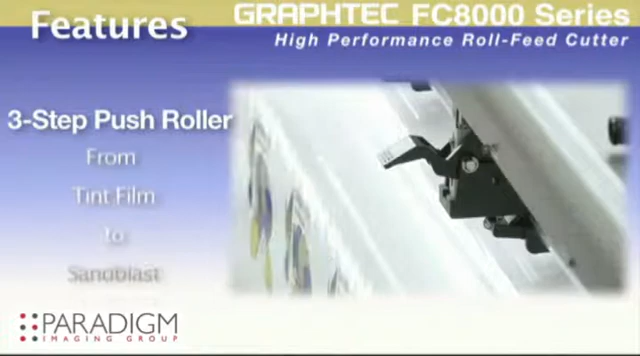 Features
GRAPHTEC FC8000 Series
High Performance Roll-Feed Cutter
3-Step Push Roller
From
Tint Film
to
Sandblast
PARADIGM
IMAGING GROUP